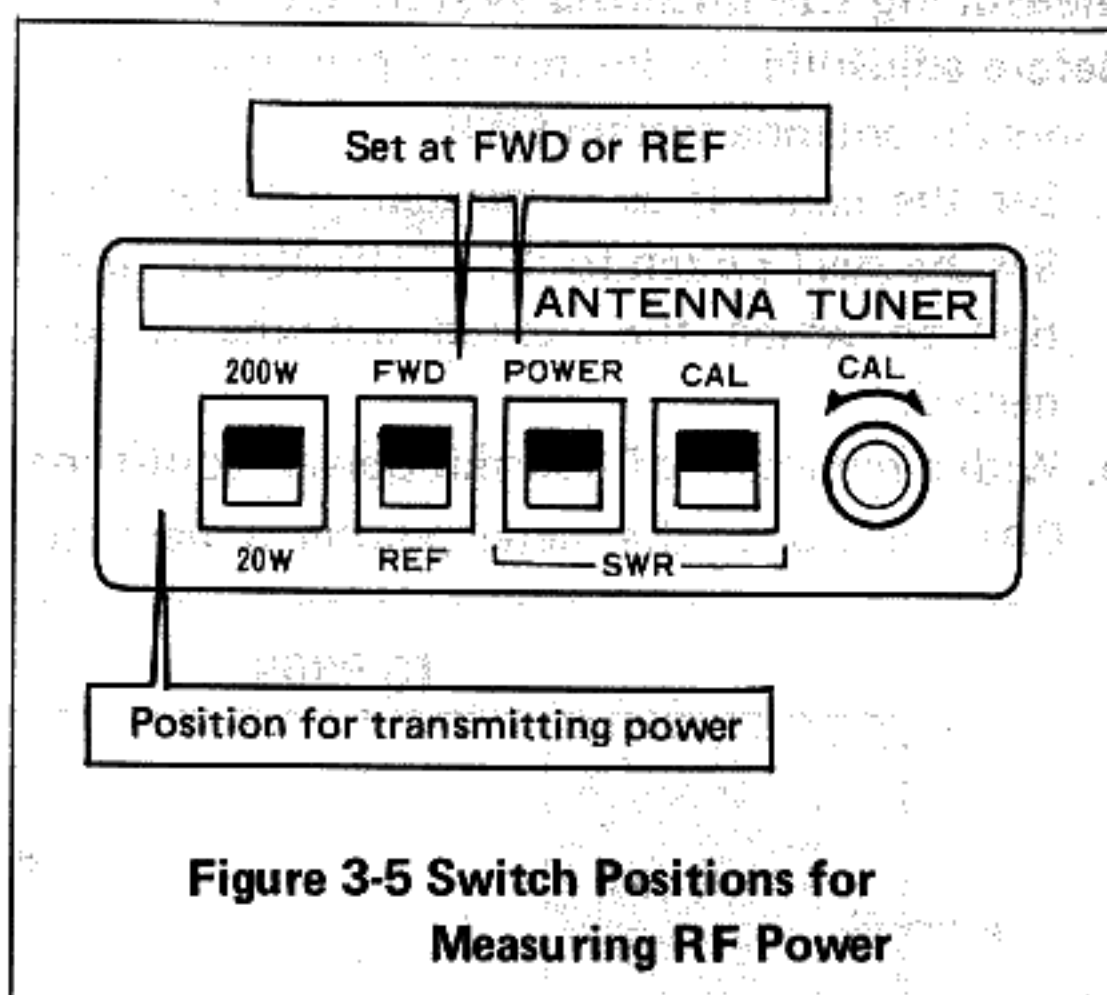 Set at FWD or REF
ANTENNA TUNER
200W FWD POWER CAL CAL
20W REF SWR
Position for transmitting power
Figure 3-5 Switch Positions for
Measuring RF Power